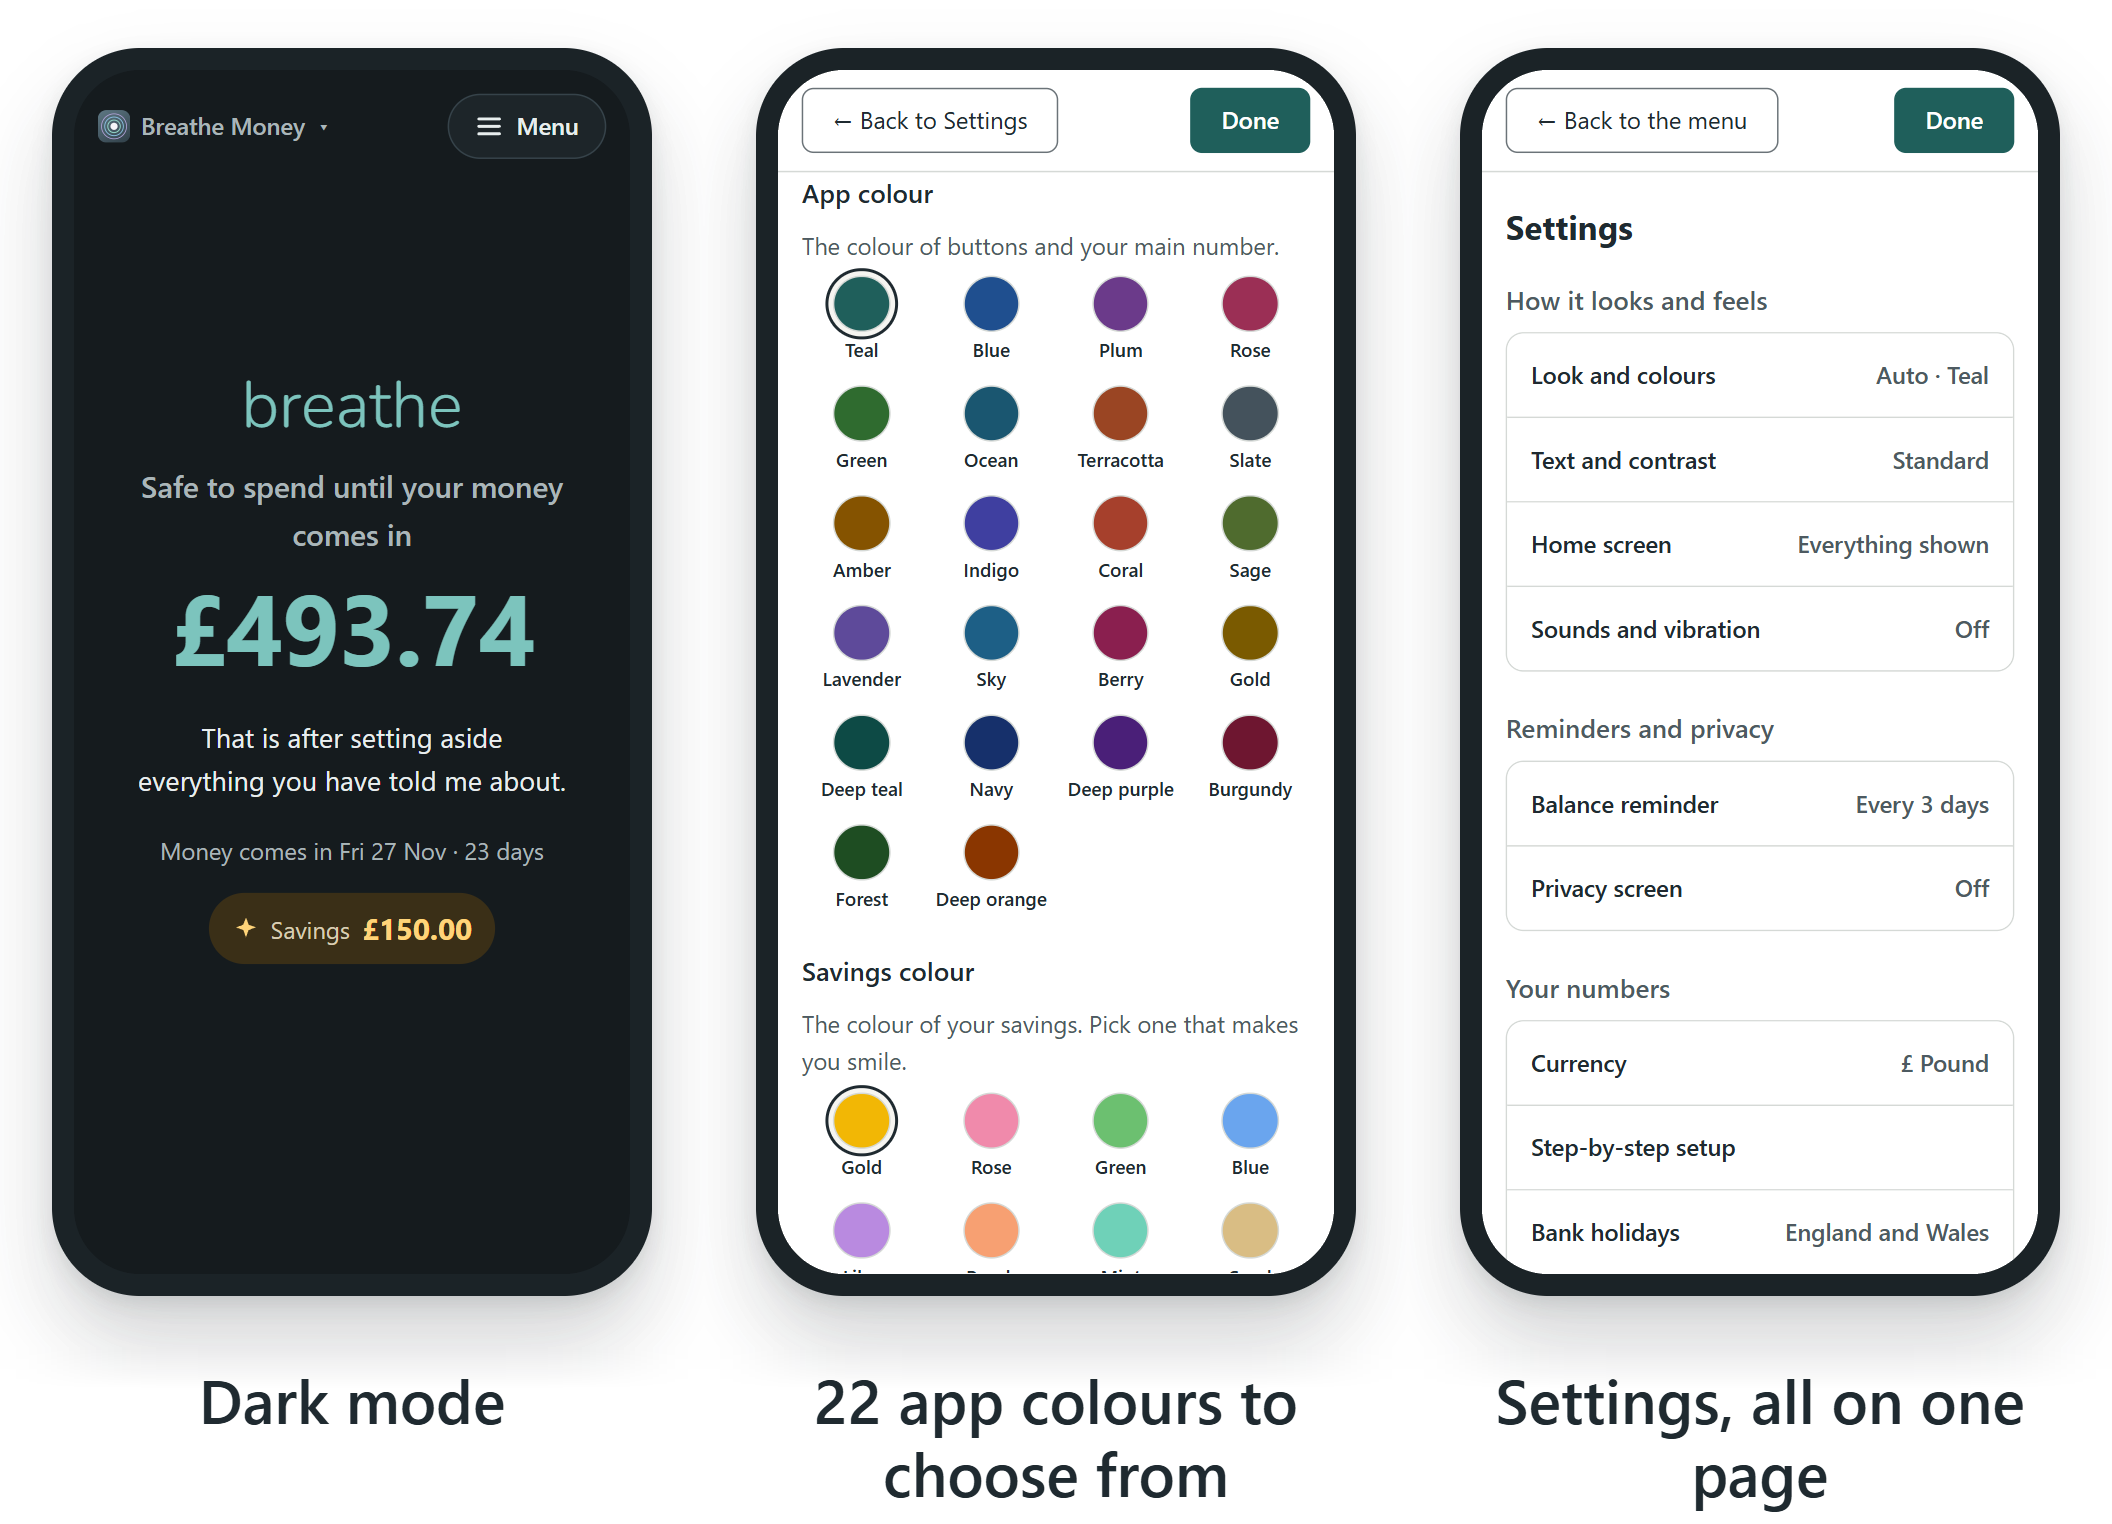 Breathe Money ▾
Menu
breathe
Safe to spend until your money
comes in
£493.74
That is after setting aside
everything you have told me about.
Money comes in Fri 27 Nov · 23 days
Savings £150.00
Dark mode
← Back to Settings
Done
App colour
The colour of buttons and your main number.
Teal Blue Plum Rose
Green Ocean Terracotta Slate
Amber Indigo Coral Sage
Lavender Sky Berry Gold
Deep teal Navy Deep purple Burgundy
Forest Deep orange
Savings colour
The colour of your savings. Pick one that makes
you smile.
Gold Rose Green Blue
22 app colours to
choose from
← Back to the menu
Done
Settings
How it looks and feels
Look and colours Auto · Teal
Text and contrast Standard
Home screen Everything shown
Sounds and vibration Off
Reminders and privacy
Balance reminder Every 3 days
Privacy screen Off
Your numbers
Currency £ Pound
Step-by-step setup
Bank holidays England and Wales
Settings, all on one
page